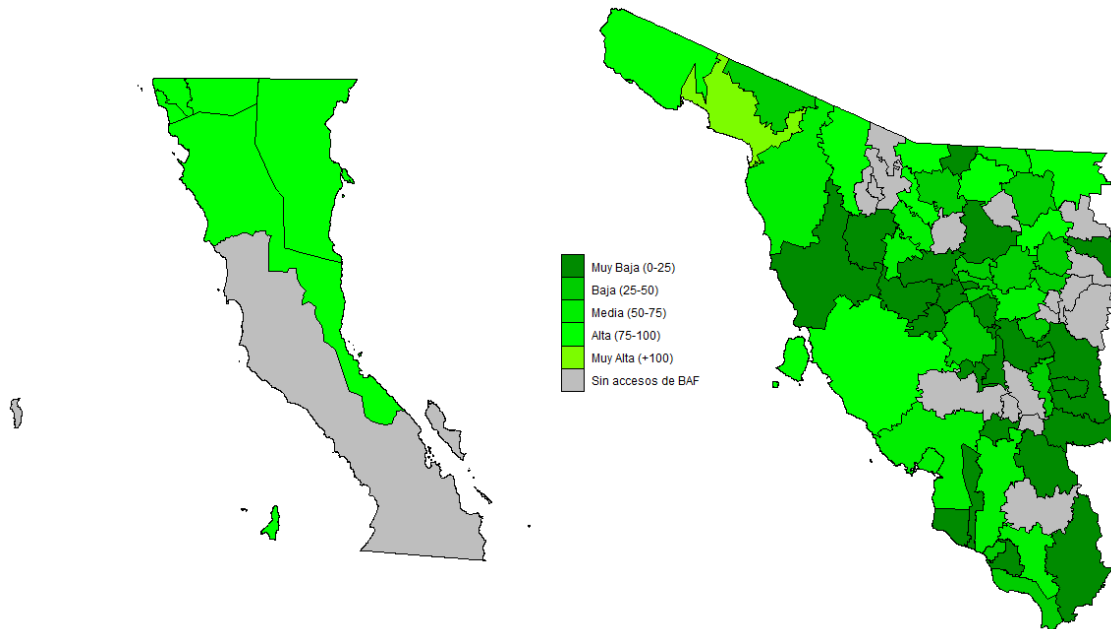 Muy Baja (0-25)
Baja (25-50)
Media (50-75)
Alta (75-100)
Muy Alta (+100)
Sin accesos de BAF